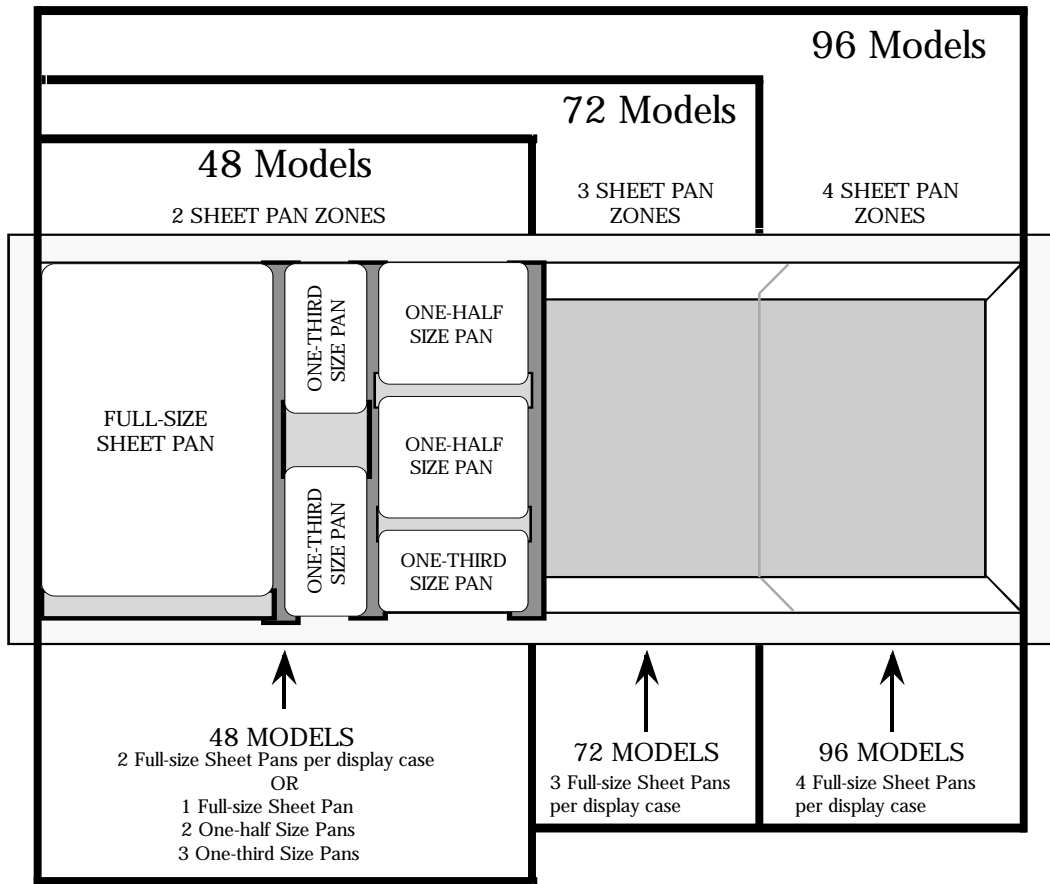 96 Models
72 Models
48 Models
2 SHEET PAN ZONES
3 SHEET PAN
ZONES
4 SHEET PAN
ZONES
FULL-SIZE
SHEET PAN
ONE-THIRD
SIZE PAN
ONE-THIRD
SIZE PAN
ONE-HALF
SIZE PAN
ONE-HALF
SIZE PAN
ONE-THIRD
SIZE PAN
48 MODELS
2 Full-size Sheet Pans per display case
OR
1 Full-size Sheet Pan
2 One-half Size Pans
3 One-third Size Pans
72 MODELS
3 Full-size Sheet Pans
per display case
96 MODELS
4 Full-size Sheet Pans
per display case